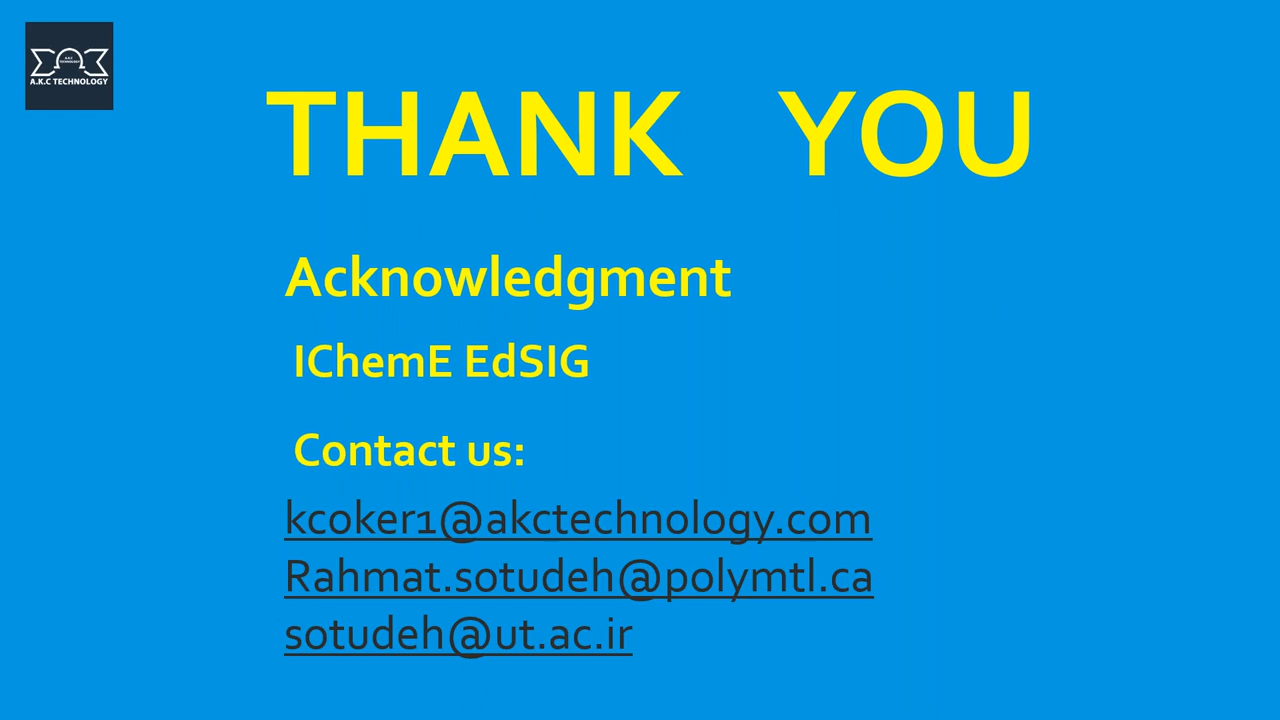 A.K.C TECHNOLOGY
THANK YOU
Acknowledgment
IChemE EdSIG
Contact us:
kcoker1@akctechnology.com
Rahmat.sotudeh@polymtl.ca
sotudeh@ut.ac.ir